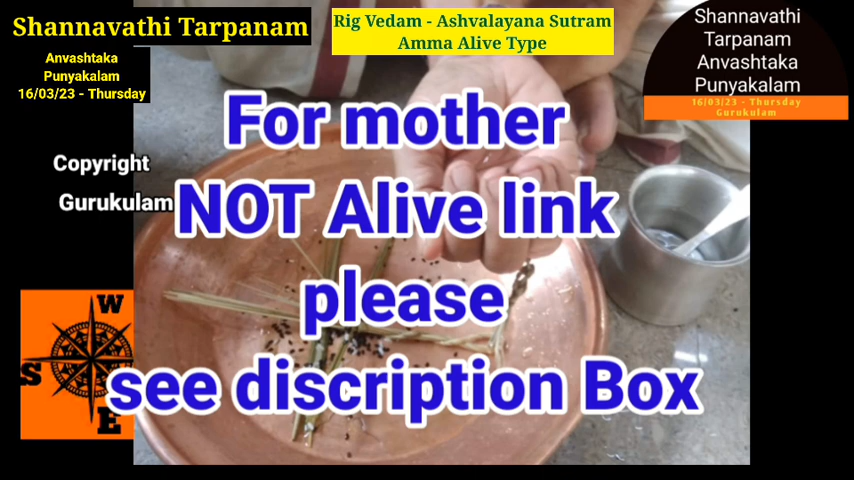 Shannavathi Tarpanam
Anvashtaka
Punyakalam
16/03/23 - Thursday
Rig Vedam - Ashvalayana Sutram
Amma Alive Type
Shannavathi
Tarpanam
Anvashtaka
Punyakalam
16/03/23 - Thursday
Gurukulam
For mother
NOT Alive link
please
see discription Box
Copyright
Gurukulam
W
S
E